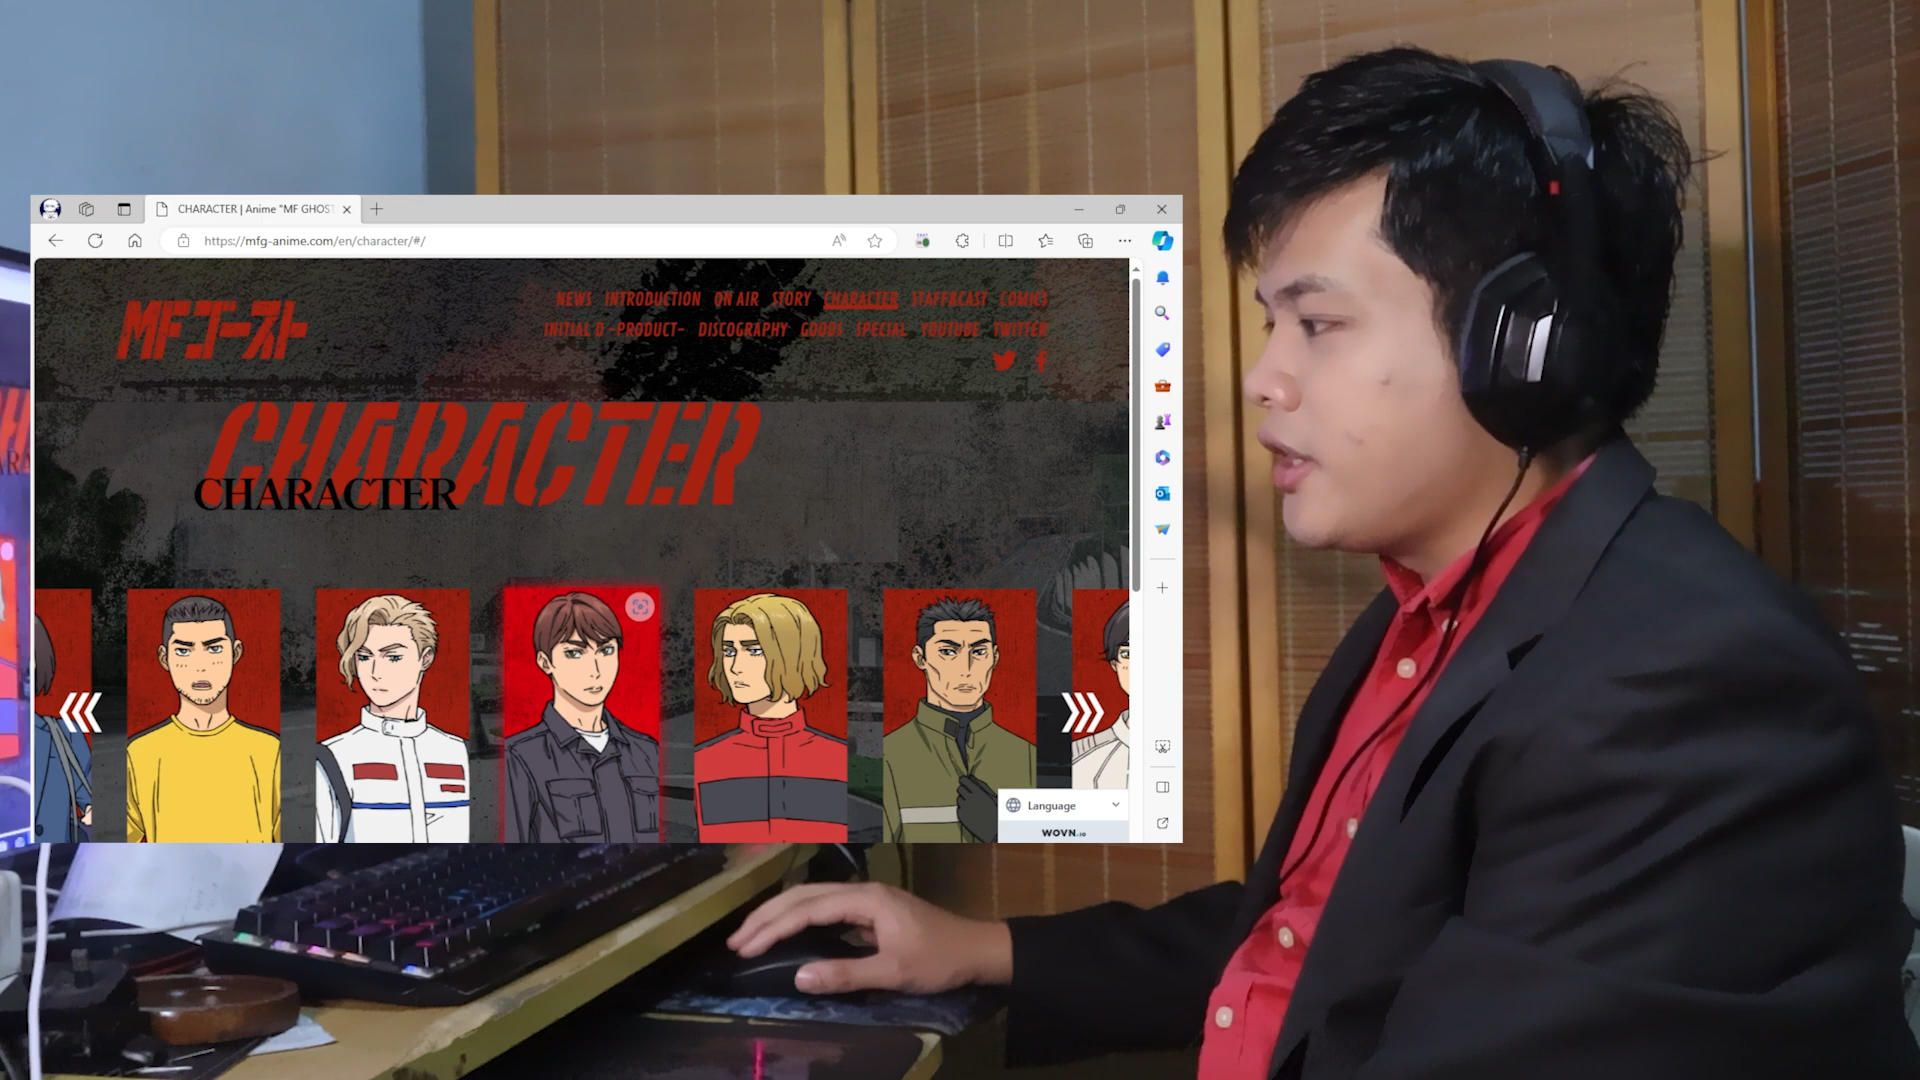 CHARACTER | Anime "MF GHOST
https://mfg-anime.com/en/character/#/
MFゴースト
NEWS INTRODUCTION ON AIR STORY CHARACTER STAFF&CAST COMICS
INITIAL D -PRODUCT- DISCOGRAPHY GOODS SPECIAL YOUTUBE TWITTER
CHARACTER
CHARACTER
Language
WOVN.io